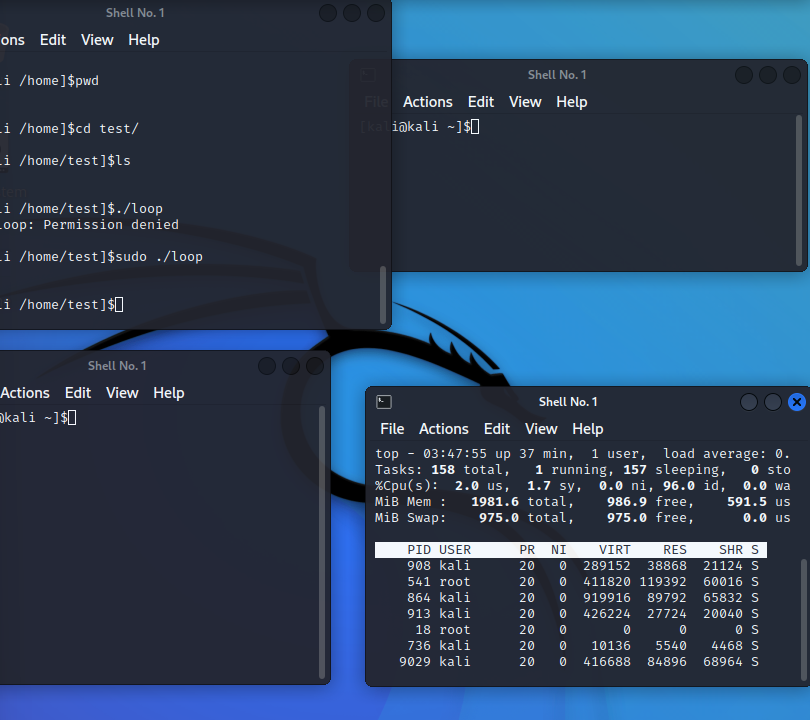 Shell No. 1
ons Edit View Help
li /home]$pwd
li /home]$cd test/
li /home/test]$ls
li /home/test]$./loop
loop: Permission denied
li /home/test]$sudo ./loop
li /home/test]$
Shell No. 1
File Actions Edit View Help
[kali@kali ~]$
Shell No. 1
Actions Edit View Help
@kali ~]$
Shell No. 1
File Actions Edit View Help
top - 03:47:55 up 37 min, 1 user, load average: 0.
Tasks: 158 total, 1 running, 157 sleeping, 0 sto
%Cpu(s): 2.0 us, 1.7 sy, 0.0 ni, 96.0 id, 0.0 wa
MiB Mem : 1981.6 total, 986.9 free, 591.5 us
MiB Swap: 975.0 total, 975.0 free, 0.0 us
PID USER PR NI VIRT RES SHR S
908 kali 20 0 289152 38868 21124 S
541 root 20 0 411820 119392 60016 S
864 kali 20 0 919916 89792 65832 S
913 kali 20 0 426224 27724 20040 S
18 root 20 0 0 0 0 S
736 kali 20 0 10136 5540 4468 S
9029 kali 20 0 416688 84896 68964 S